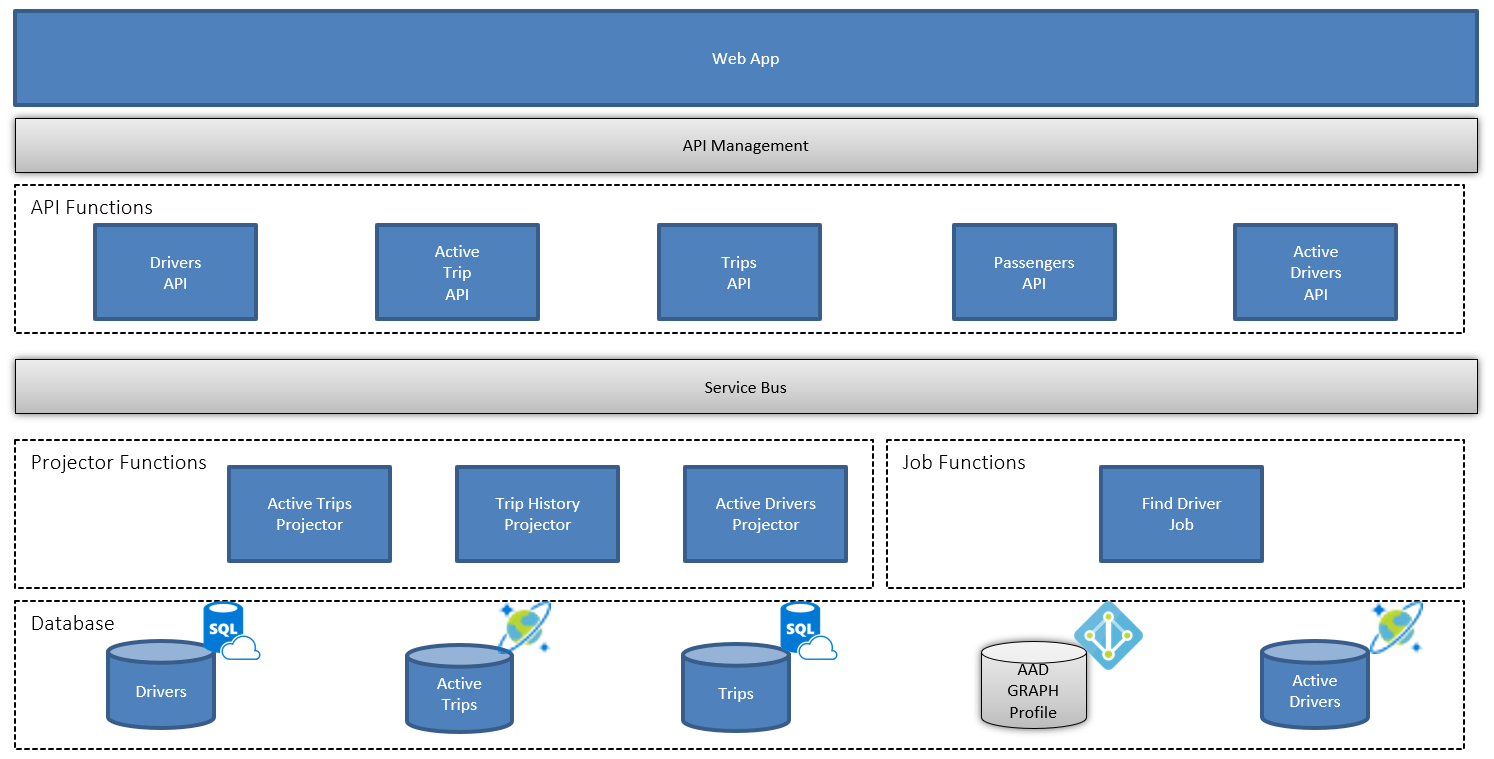 Web App
API Management
API Functions
Drivers
API
Active
Trip
API
Trips
API
Passengers
API
Active
Drivers
API
Service Bus
Projector Functions
Active Trips
Projector
Trip History
Projector
Active Drivers
Projector
Job Functions
Find Driver
Job
Database
SQL
Drivers
Active
Trips
SQL
Trips
AAD
GRAPH
Profile
Active
Drivers